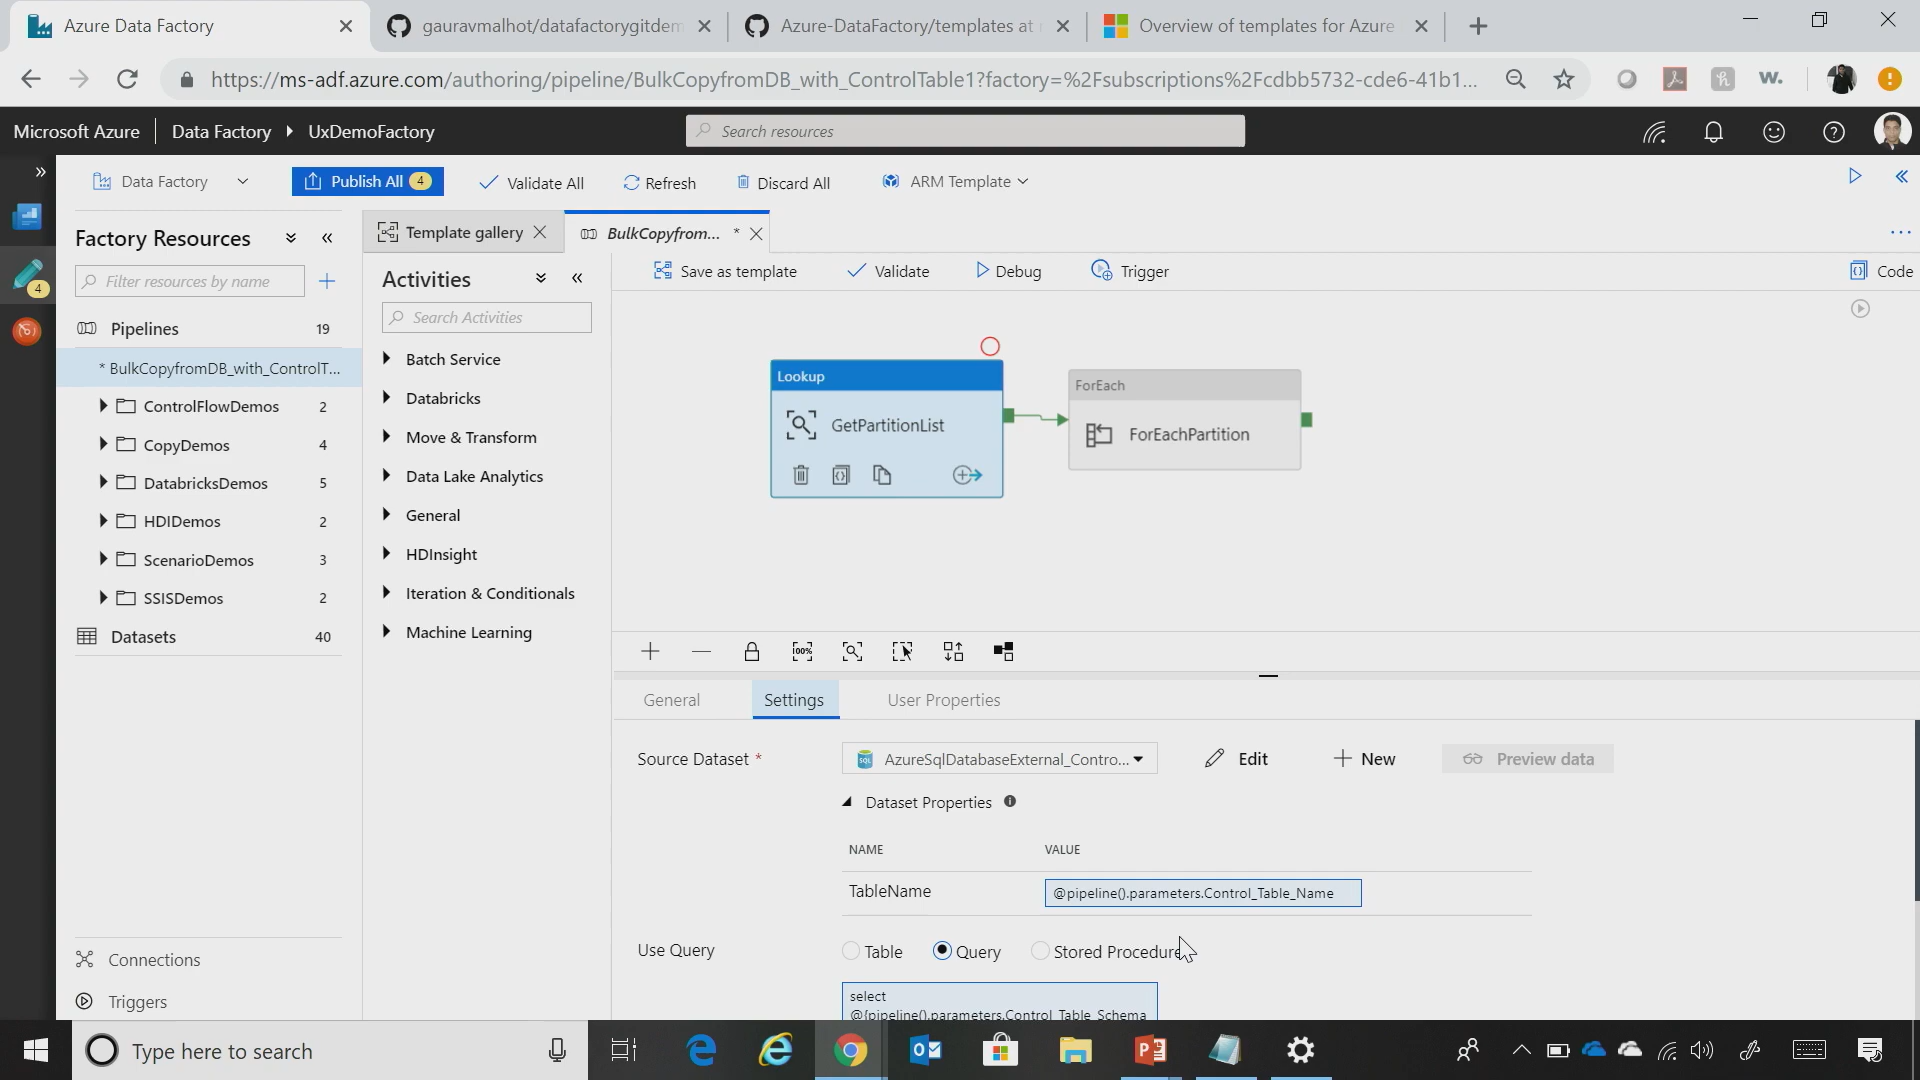 Azure Data Factory
gauravmalhot/datafactorygitdem
Azure-DataFactory/templates at
Overview of templates for Azure
https://ms-adf.azure.com/authoring/pipeline/BulkCopyfromDB_with_ControlTable1?factory=%2Fsubscriptions%2Fcdbb5732-cde6-41b1...
Microsoft Azure
Data Factory
UxDemoFactory
Search resources
Data Factory
Publish All 4
Validate All
Refresh
Discard All
ARM Template
Factory Resources
Template gallery
BulkCopyfrom... *
Activities
Save as template
Validate
Debug
Trigger
Code
4
Filter resources by name
Search Activities
Pipelines 19
* BulkCopyfromDB_with_ControlT...
ControlFlowDemos 2
CopyDemos 4
DatabricksDemos 5
HDIDemos 2
ScenarioDemos 3
SSISDemos 2
Datasets 40
Connections
Triggers
Batch Service
Databricks
Move & Transform
Data Lake Analytics
General
HDInsight
Iteration & Conditionals
Machine Learning
Lookup
GetPartitionList
ForEach
ForEachPartition
100%
General
Settings
User Properties
Source Dataset *
SQL
AzureSqlDatabaseExternal_Contro...
Edit
New
Preview data
Dataset Properties
NAME
VALUE
TableName
@pipeline().parameters.Control_Table_Name
Use Query
Table
Query
Stored Procedure
select
@{pipeline().parameters.Control_Table_Schema
Type here to search